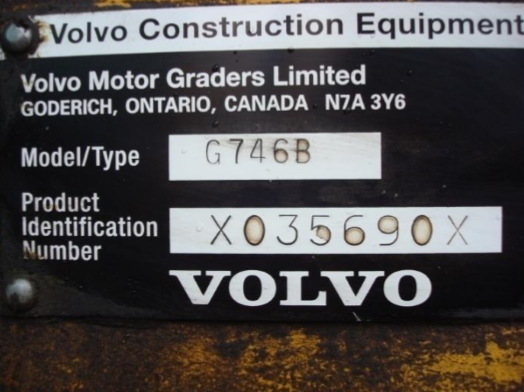 Volvo Construction Equipment
Volvo Motor Graders Limited
GODERICH, ONTARIO, CANADA N7A 3Y6
Model/Type G746B
Product
Identification
Number
X035690X
VOLVO